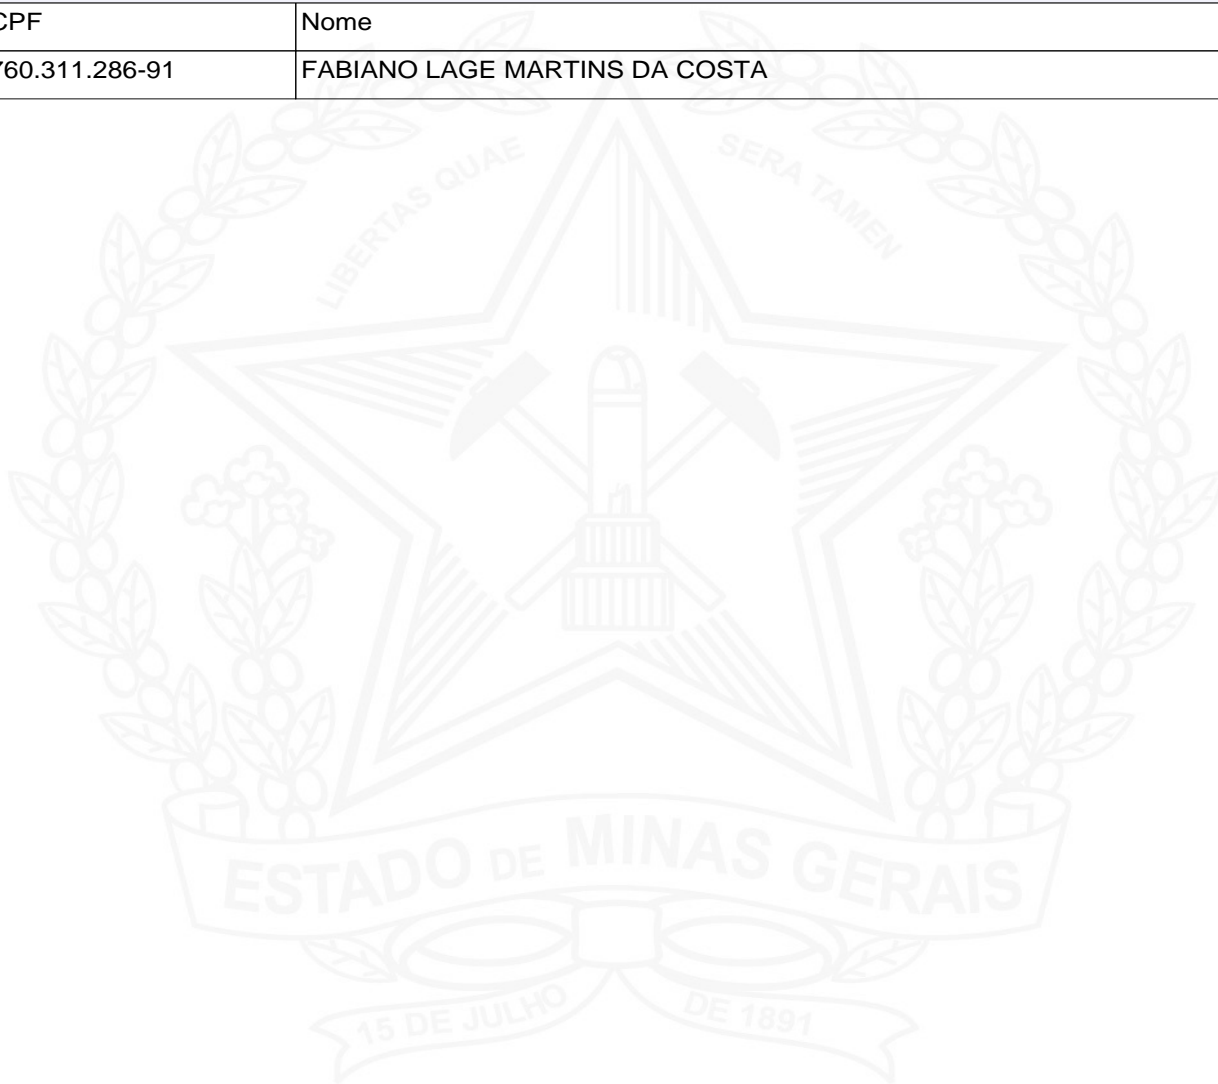 CPF Nome
760.311.286-91 FABIANO LAGE MARTINS DA COSTA
LIBERTAS QUAE SERA TAMEN
ESTADO DE MINAS GERAIS
15 DE JULHO DE 1891